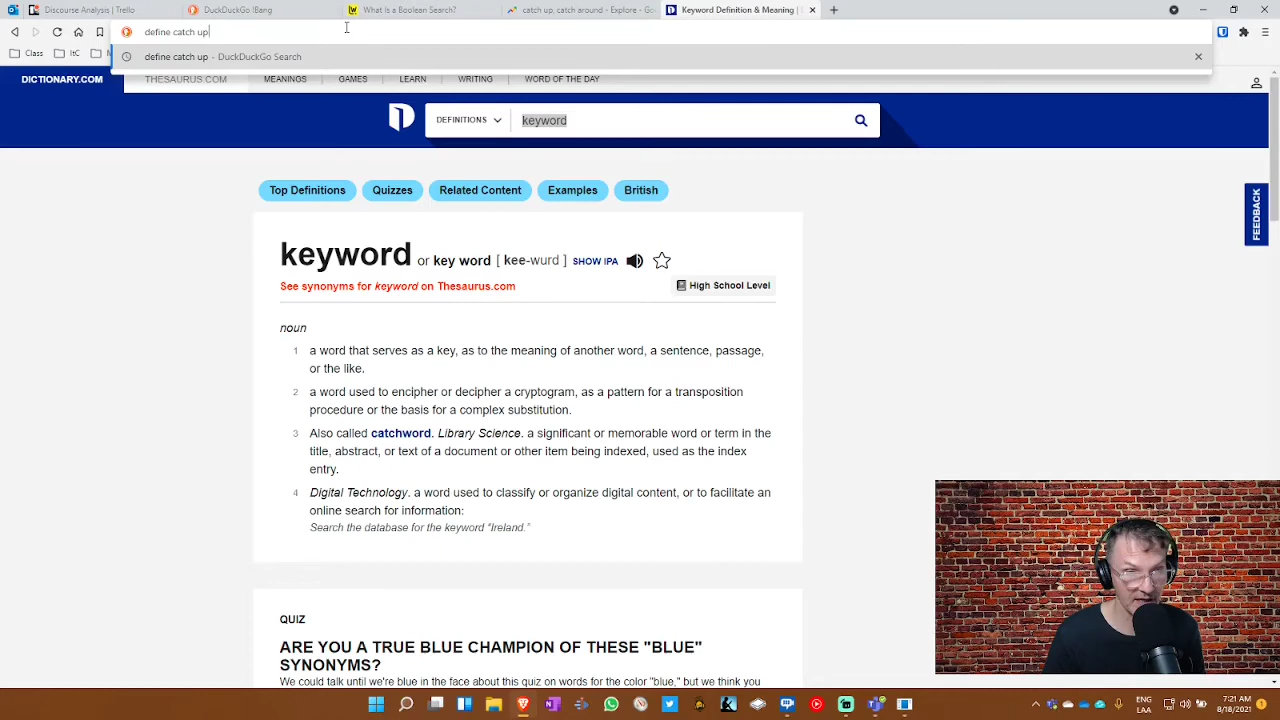 Discourse Analysis | Trello
DuckDuckGo !Bang
What Is a Boolean Search?
catch up, catch around - Explore - Go
Keyword Definition & Meaning |
define catch up
Class
ItC
define catch up - DuckDuckGo Search
DICTIONARY.COM
THESAURUS.COM
MEANINGS
GAMES
LEARN
WRITING
WORD OF THE DAY
DEFINITIONS
keyword
Top Definitions
Quizzes
Related Content
Examples
British
FEEDBACK
keyword or key word [ kee-wurd ] SHOW IPA
See synonyms for keyword on Thesaurus.com
High School Level
noun
1 a word that serves as a key, as to the meaning of another word, a sentence, passage,
or the like.
2 a word used to encipher or decipher a cryptogram, as a pattern for a transposition
procedure or the basis for a complex substitution.
3 Also called catchword. Library Science. a significant or memorable word or term in the
title, abstract, or text of a document or other item being indexed, used as the index
entry.
4 Digital Technology. a word used to classify or organize digital content, or to facilitate an
online search for information:
Search the database for the keyword "Ireland."
QUIZ
ARE YOU A TRUE BLUE CHAMPION OF THESE "BLUE"
SYNONYMS?
We could talk until we're blue in the face about this quiz on words for the color "blue," but we think you
ENG
LAA
7:21 AM
8/18/2021